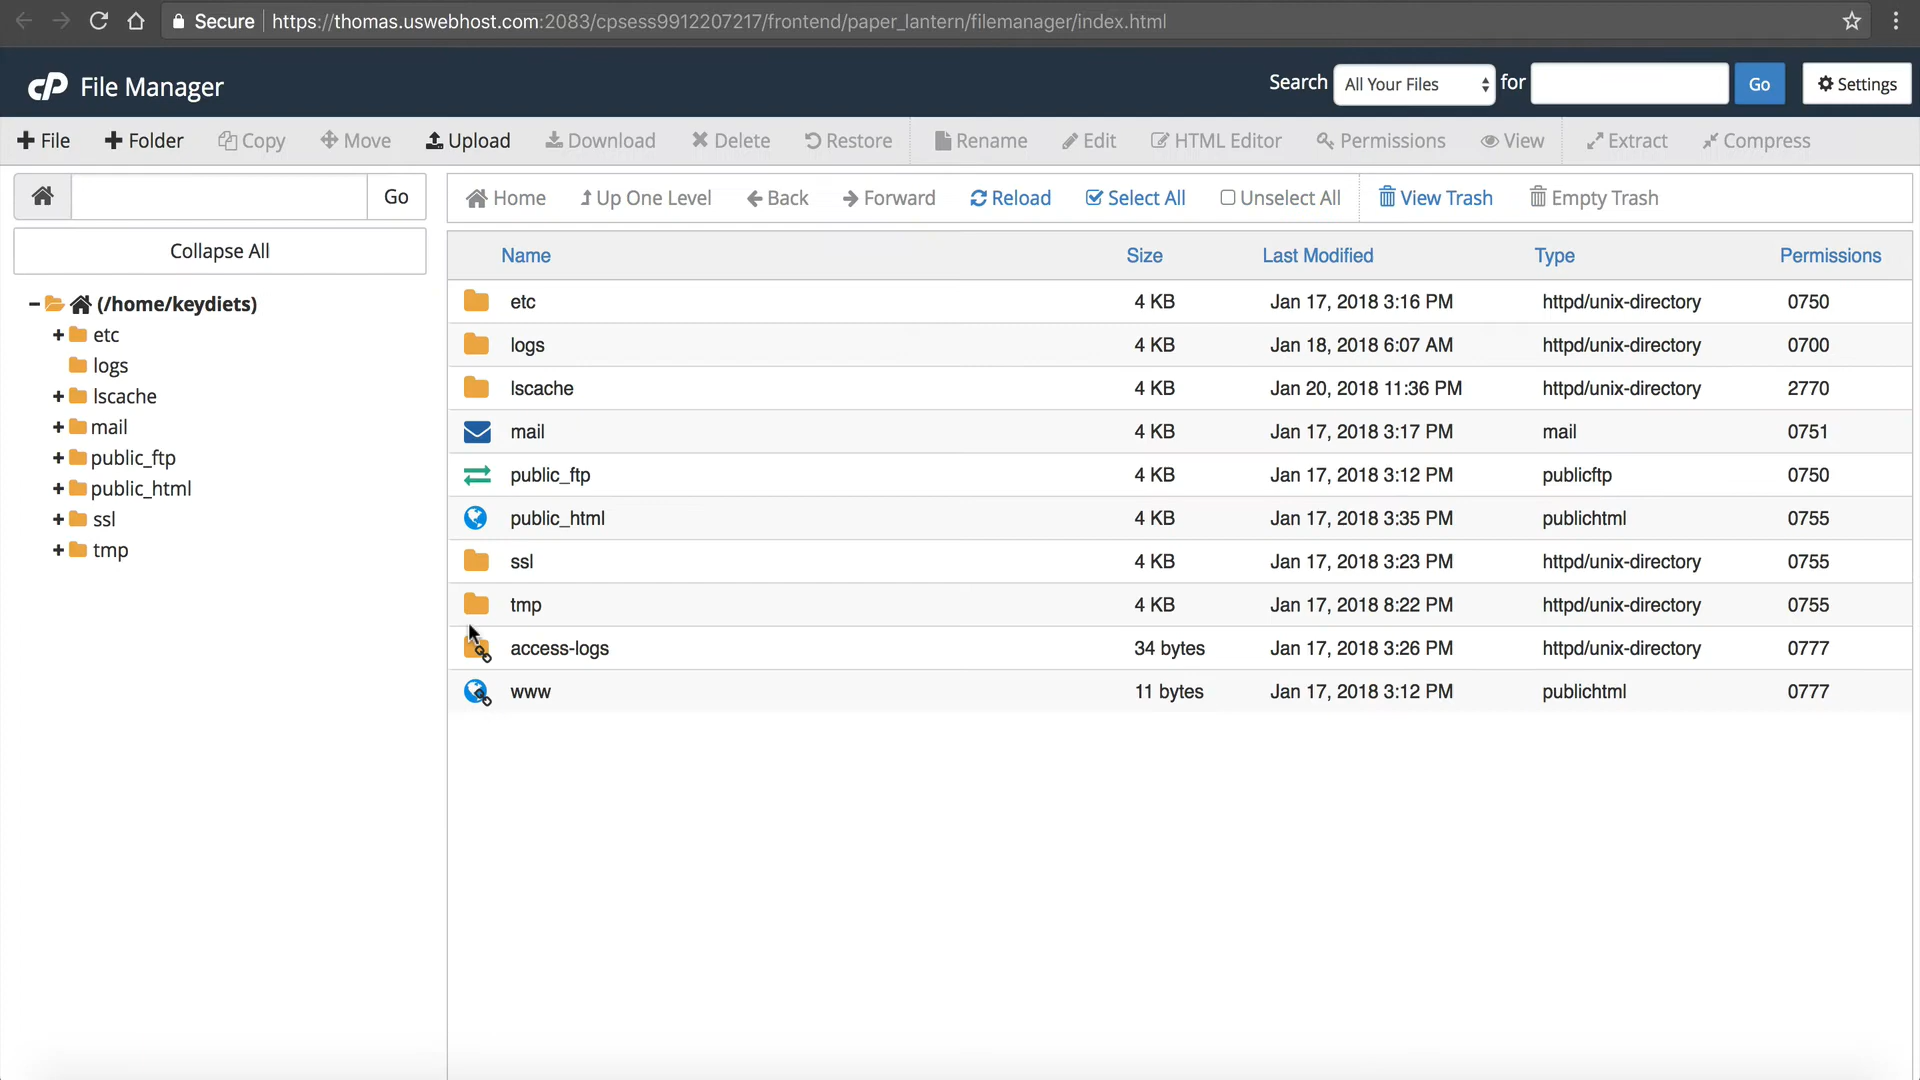 Secure https://thomas.uswebhost.com:2083/cpsess9912207217/frontend/paper_lantern/filemanager/index.html
cP File Manager
Search All Your Files for Go Settings
File Folder Copy Move Upload Download Delete Restore Rename Edit HTML Editor Permissions View Extract Compress
Go
Home Up One Level Back Forward Reload Select All Unselect All View Trash Empty Trash
Collapse All
(/home/keydiets)
etc
logs
lscache
mail
public_ftp
public_html
ssl
tmp
Name Size Last Modified Type Permissions
etc 4 KB Jan 17, 2018 3:16 PM httpd/unix-directory 0750
logs 4 KB Jan 18, 2018 6:07 AM httpd/unix-directory 0700
lscache 4 KB Jan 20, 2018 11:36 PM httpd/unix-directory 2770
mail 4 KB Jan 17, 2018 3:17 PM mail 0751
public_ftp 4 KB Jan 17, 2018 3:12 PM publicftp 0750
public_html 4 KB Jan 17, 2018 3:35 PM publichtml 0755
ssl 4 KB Jan 17, 2018 3:23 PM httpd/unix-directory 0755
tmp 4 KB Jan 17, 2018 8:22 PM httpd/unix-directory 0755
access-logs 34 bytes Jan 17, 2018 3:26 PM httpd/unix-directory 0777
www 11 bytes Jan 17, 2018 3:12 PM publichtml 0777